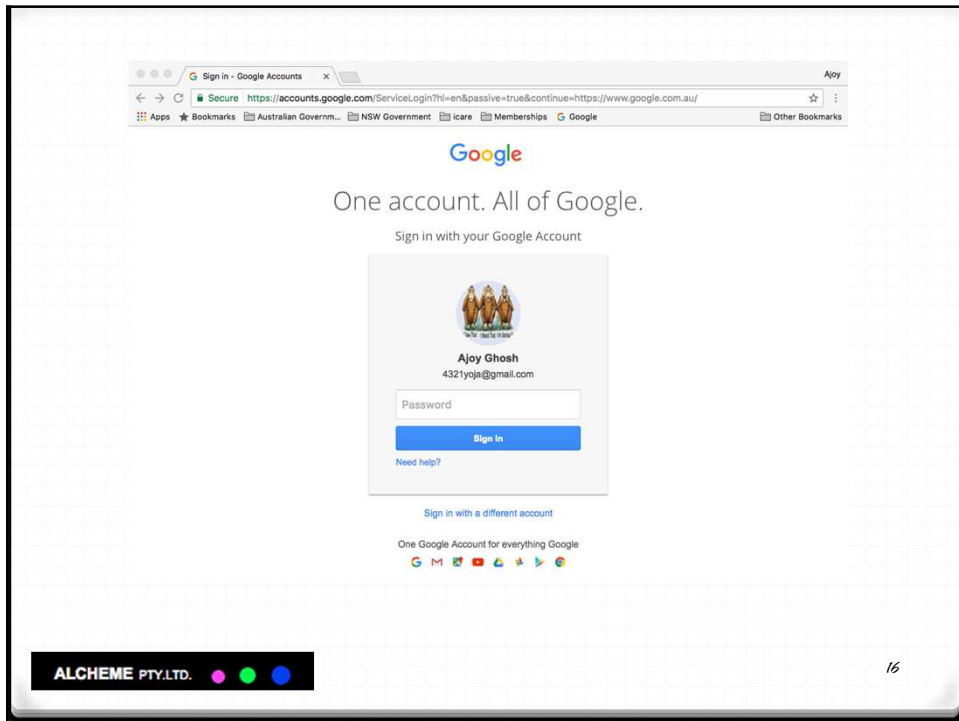 Sign in - Google Accounts
Ajoy
Secure https://accounts.google.com/ServiceLogin?hl=en&passive=true&continue=https://www.google.com.au/
Apps Bookmarks Australian Governm... NSW Government icare Memberships Google Other Bookmarks
Google
One account. All of Google.
Sign in with your Google Account
Ajoy Ghosh
4321yoja@gmail.com
Password
Sign in
Need help?
Sign in with a different account
One Google Account for everything Google
ALCHEME PTY.LTD.
16